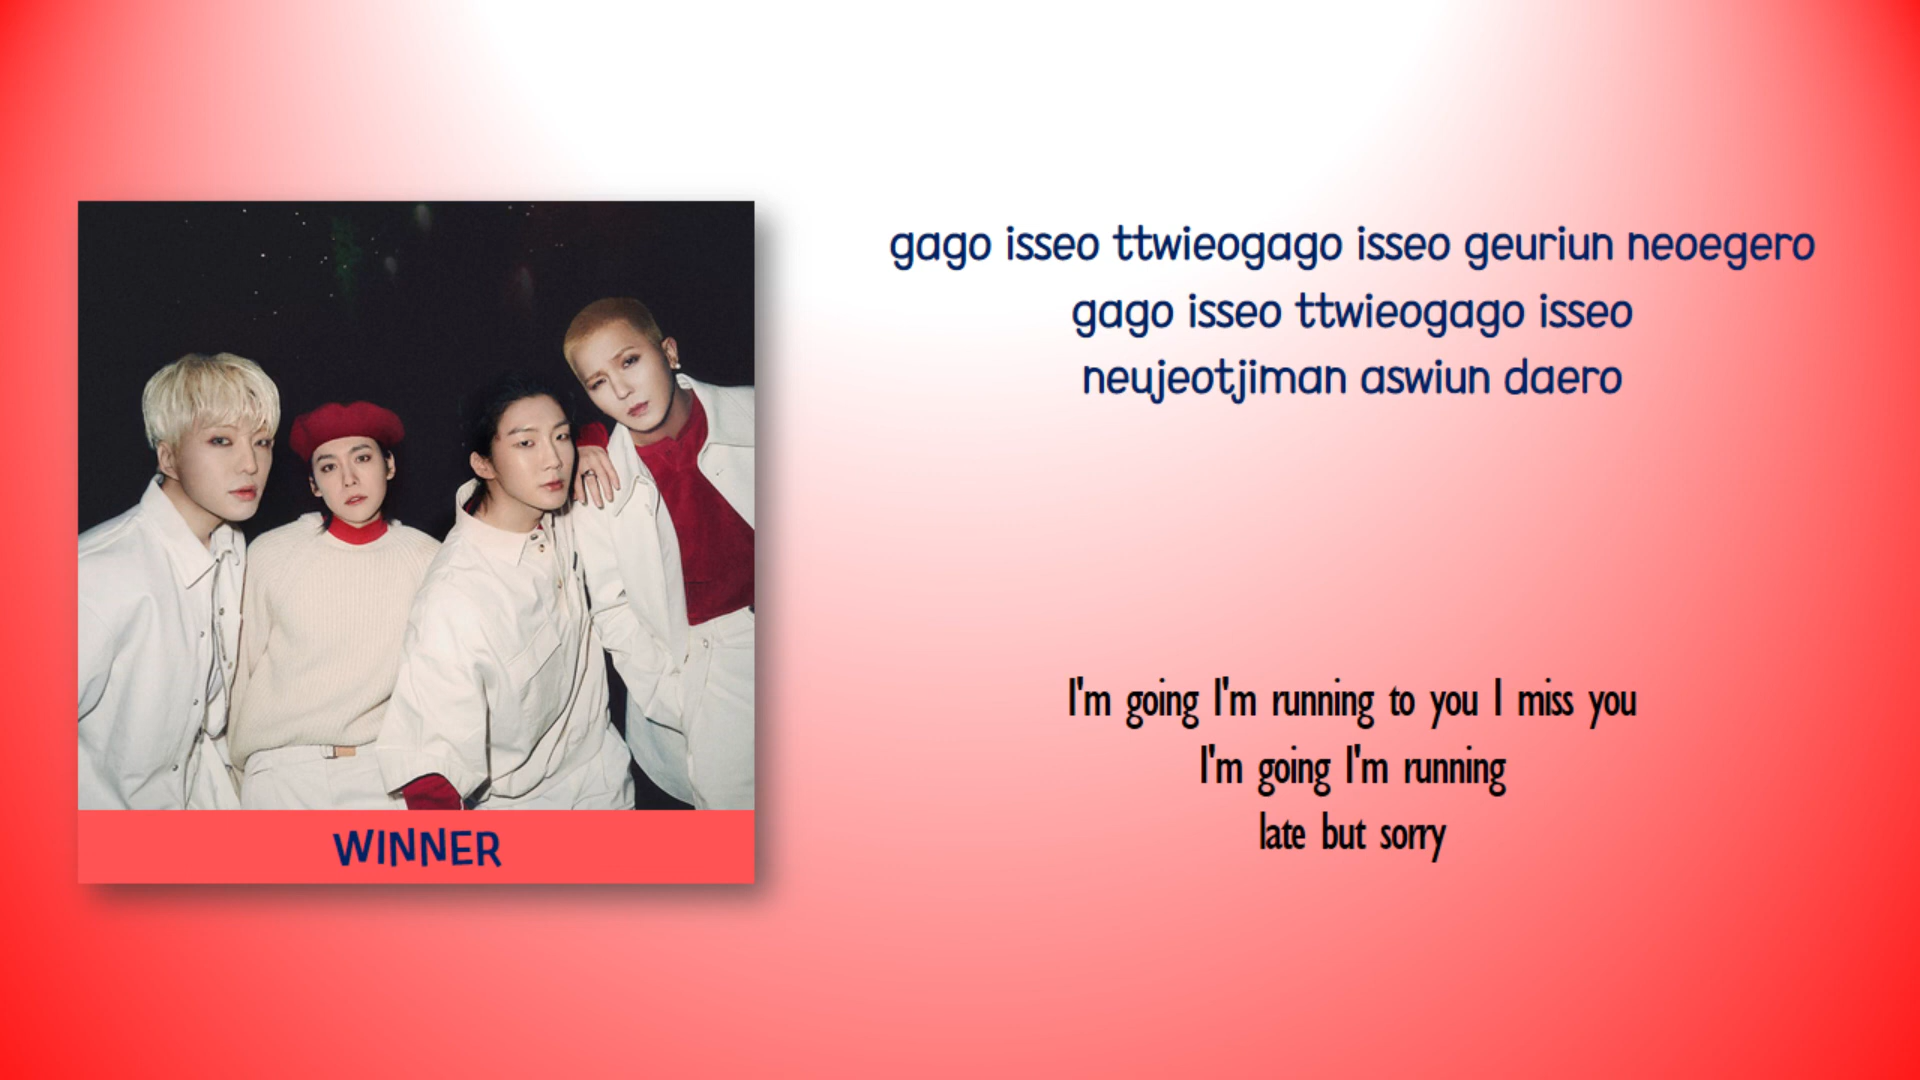 gago isseo ttwieogago isseo geuriun neoegero
gago isseo ttwieogago isseo
neujeotjiman aswiun daero
I'm going I'm running to you I miss you
I'm going I'm running
late but sorry
WINNER